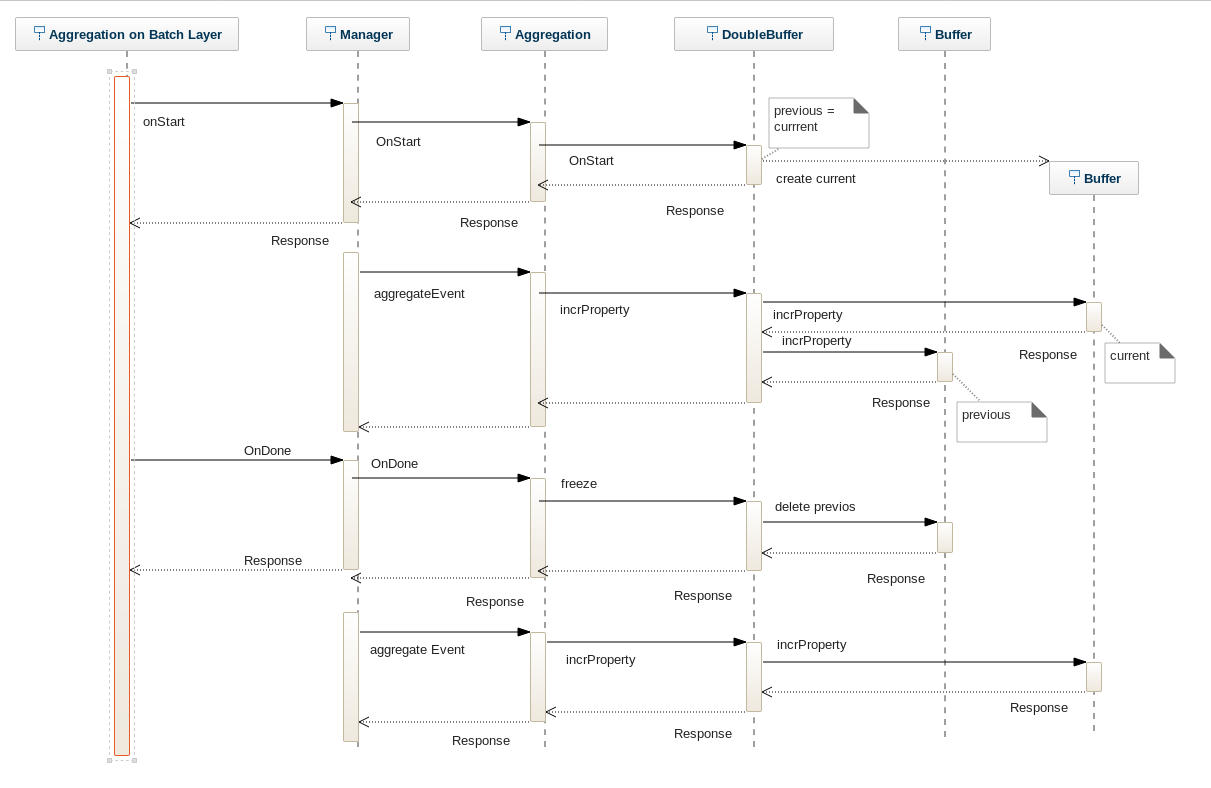 Aggregation on Batch Layer
Manager
Aggregation
DoubleBuffer
Buffer
previous =
currrent
onStart
OnStart
OnStart
create current
Buffer
Response
Response
Response
aggregateEvent
incrProperty
incrProperty
incrProperty
Response
current
Response
previous
OnDone
OnDone
freeze
delete previos
Response
Response
Response
Response
aggregate Event
incrProperty
incrProperty
Response
Response
Response